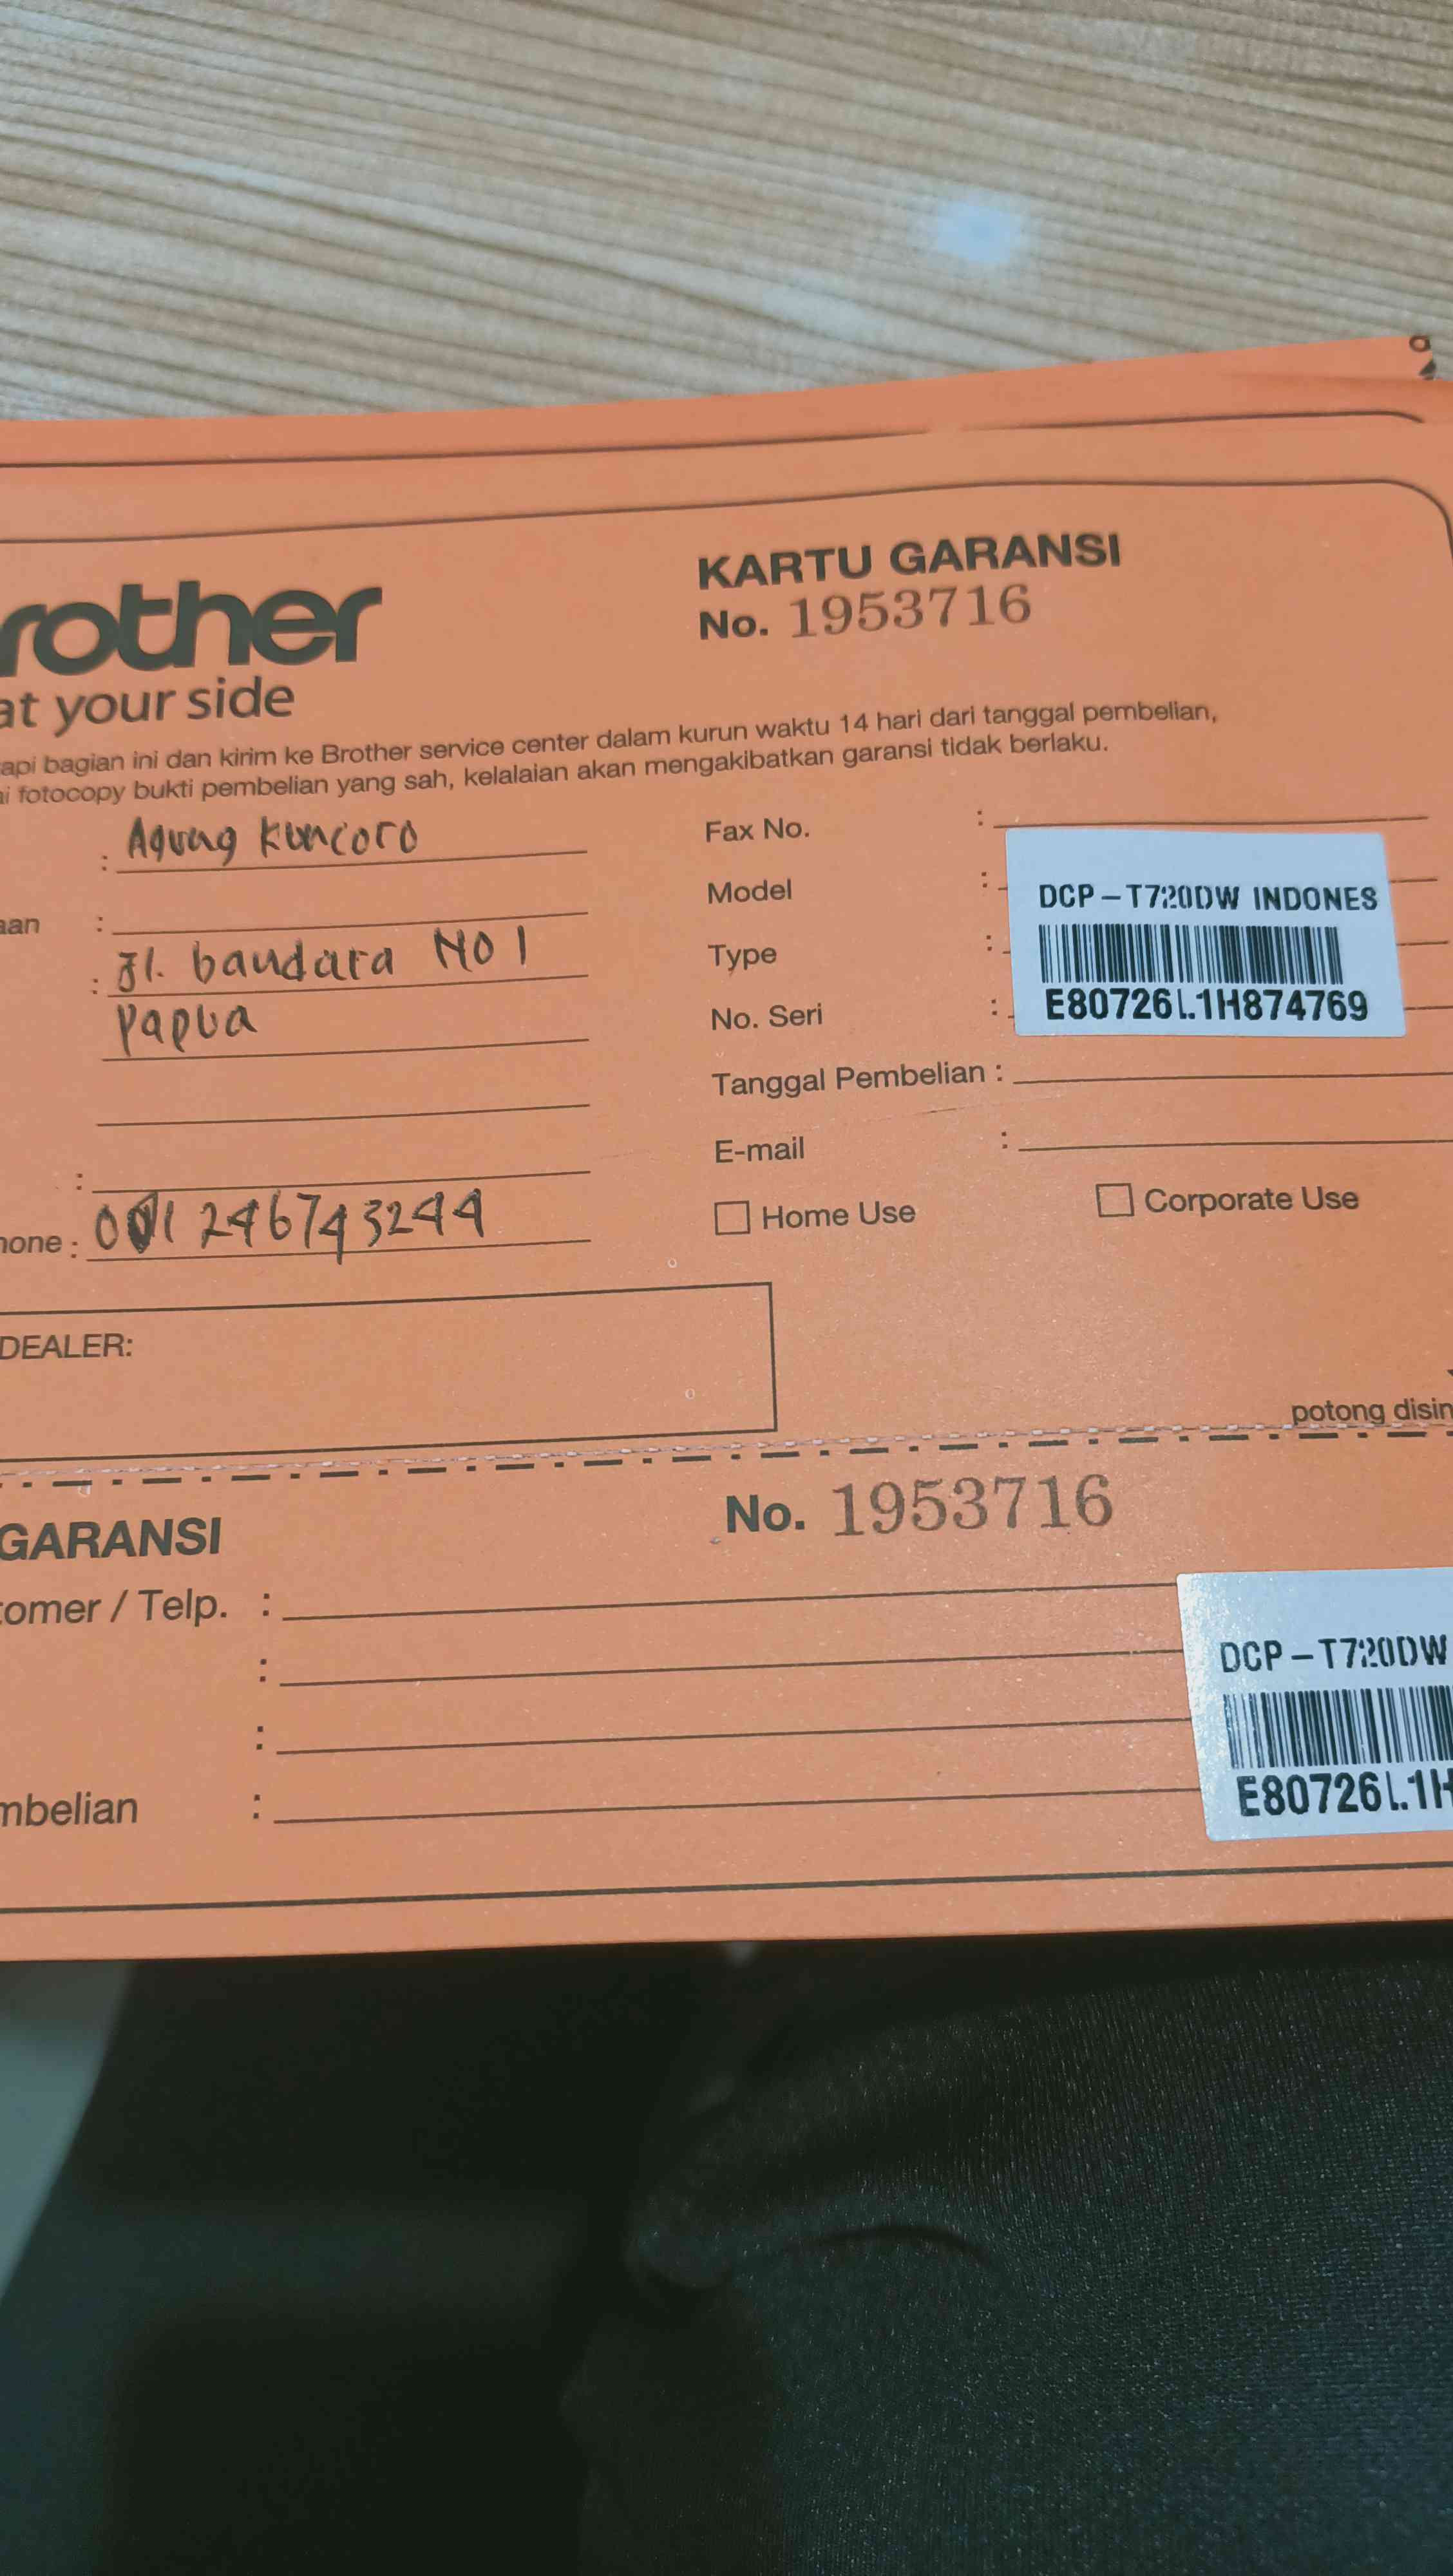 rother
at your side
KARTU GARANSI
No. 1953716
api bagian ini dan kirim ke Brother service center dalam kurun waktu 14 hari dari tanggal pembelian,
i fotocopy bukti pembelian yang sah, kelalaian akan mengakibatkan garansi tidak berlaku.
: Agung Kuncoro
aan :
: Jl. bandara NO 1
Papua
:
hone : 001246743244
Fax No. :
Model :
Type :
No. Seri :
DCP-T720DW INDONES
E80726L1H874769
Tanggal Pembelian :
E-mail :
Home Use
Corporate Use
DEALER:
potong disin
GARANSI
No. 1953716
tomer / Telp. :
:
:
mbelian :
DCP-T720DW
E80726L1H